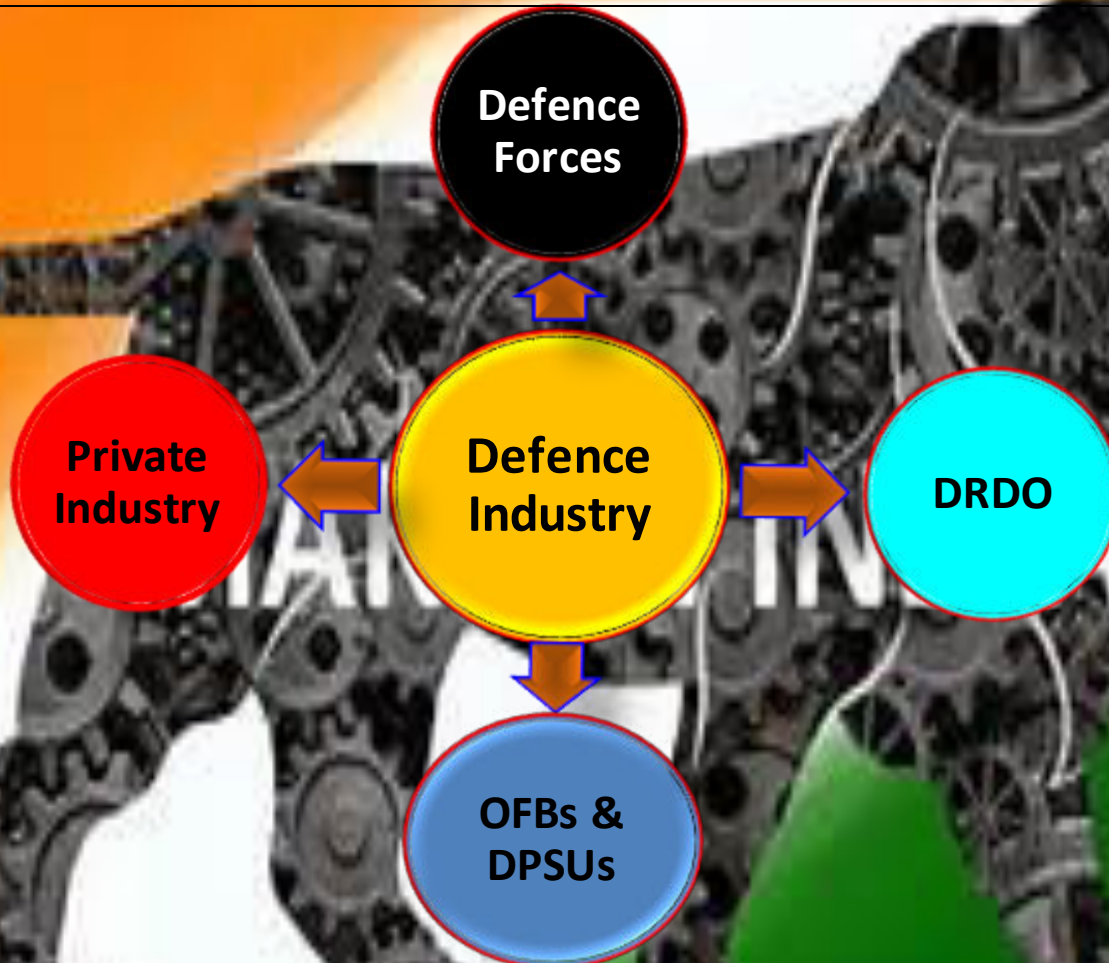 Defence
Forces
Private
Industry
Defence
Industry
DRDO
OFBs &
DPSUs